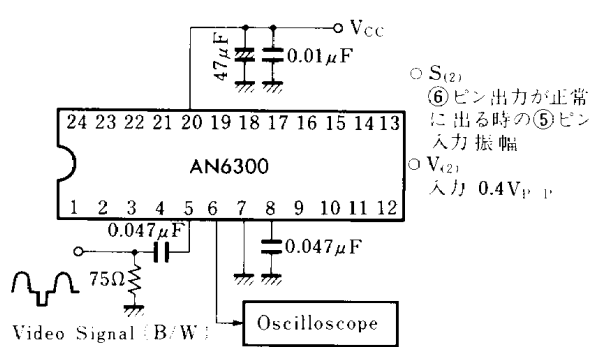 Vcc
47μF
0.01μF
○ S(2)
⑥ピン出力が正常
に出る時の⑤ピン
入力振幅
○ V(2)
入力 0.4VP-P
24 23 22 21 20 19 18 17 16 15 14 13
AN6300
1 2 3 4 5 6 7 8 9 10 11 12
0.047μF
0.047μF
75Ω
Oscilloscope
Video Signal (B/W)